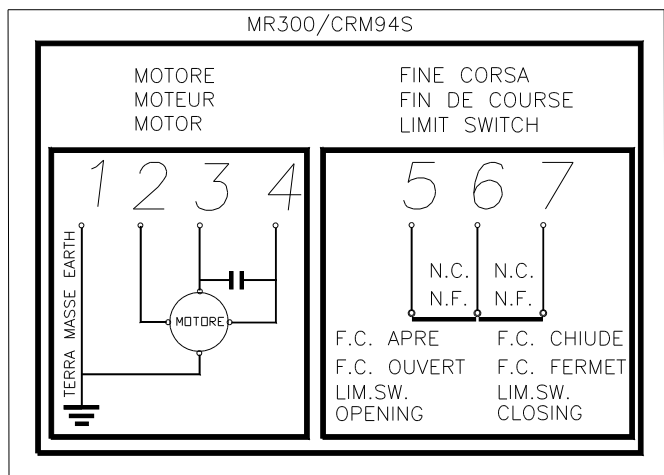 MR300/CRM94S
MOTORE
MOTEUR
MOTOR
FINE CORSA
FIN DE COURSE
LIMIT SWITCH
1 2 3 4
TERRA MASSE EARTH
MOTORE
5 6 7
N.C. N.C.
N.F. N.F.
F.C. APRE F.C. CHIUDE
F.C. OUVERT F.C. FERMET
LIM.SW. LIM.SW.
OPENING CLOSING